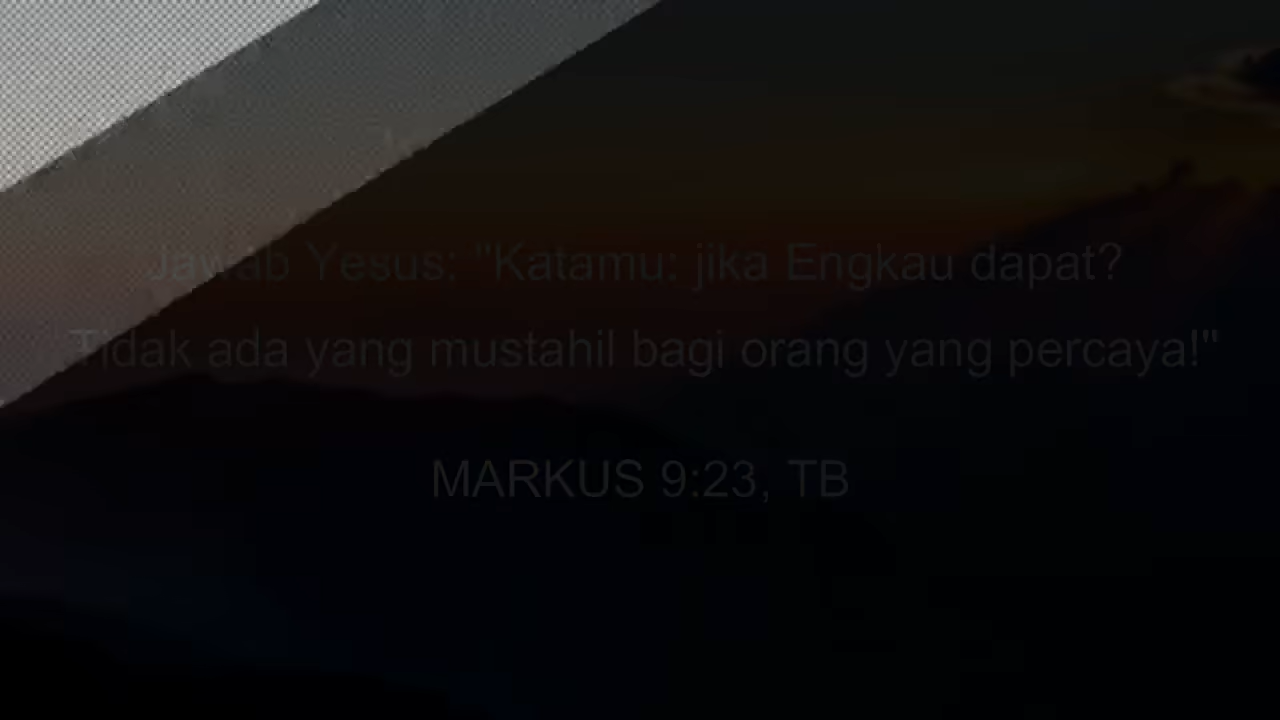 Jawab Yesus: "Katamu: jika Engkau dapat?
Tidak ada yang mustahil bagi orang yang percaya!"
MARKUS 9:23, TB